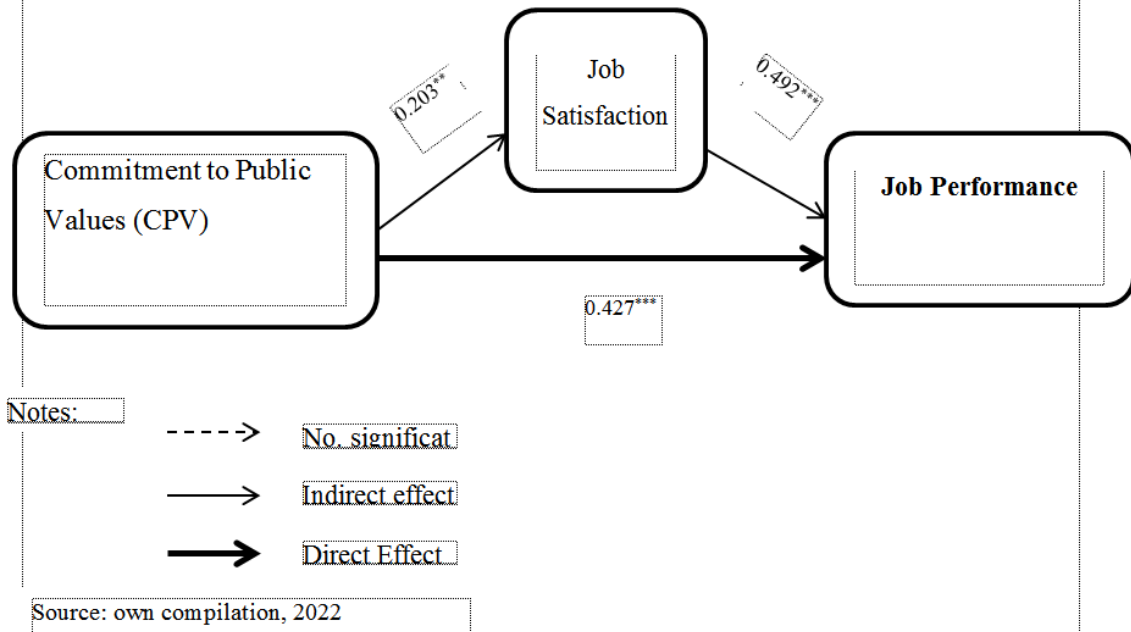 Job
Satisfaction
0.203**
0.492***
Commitment to Public
Values (CPV)
Job Performance
0.427***
Notes:
No. significat
Indirect effect
Direct Effect
Source: own compilation, 2022